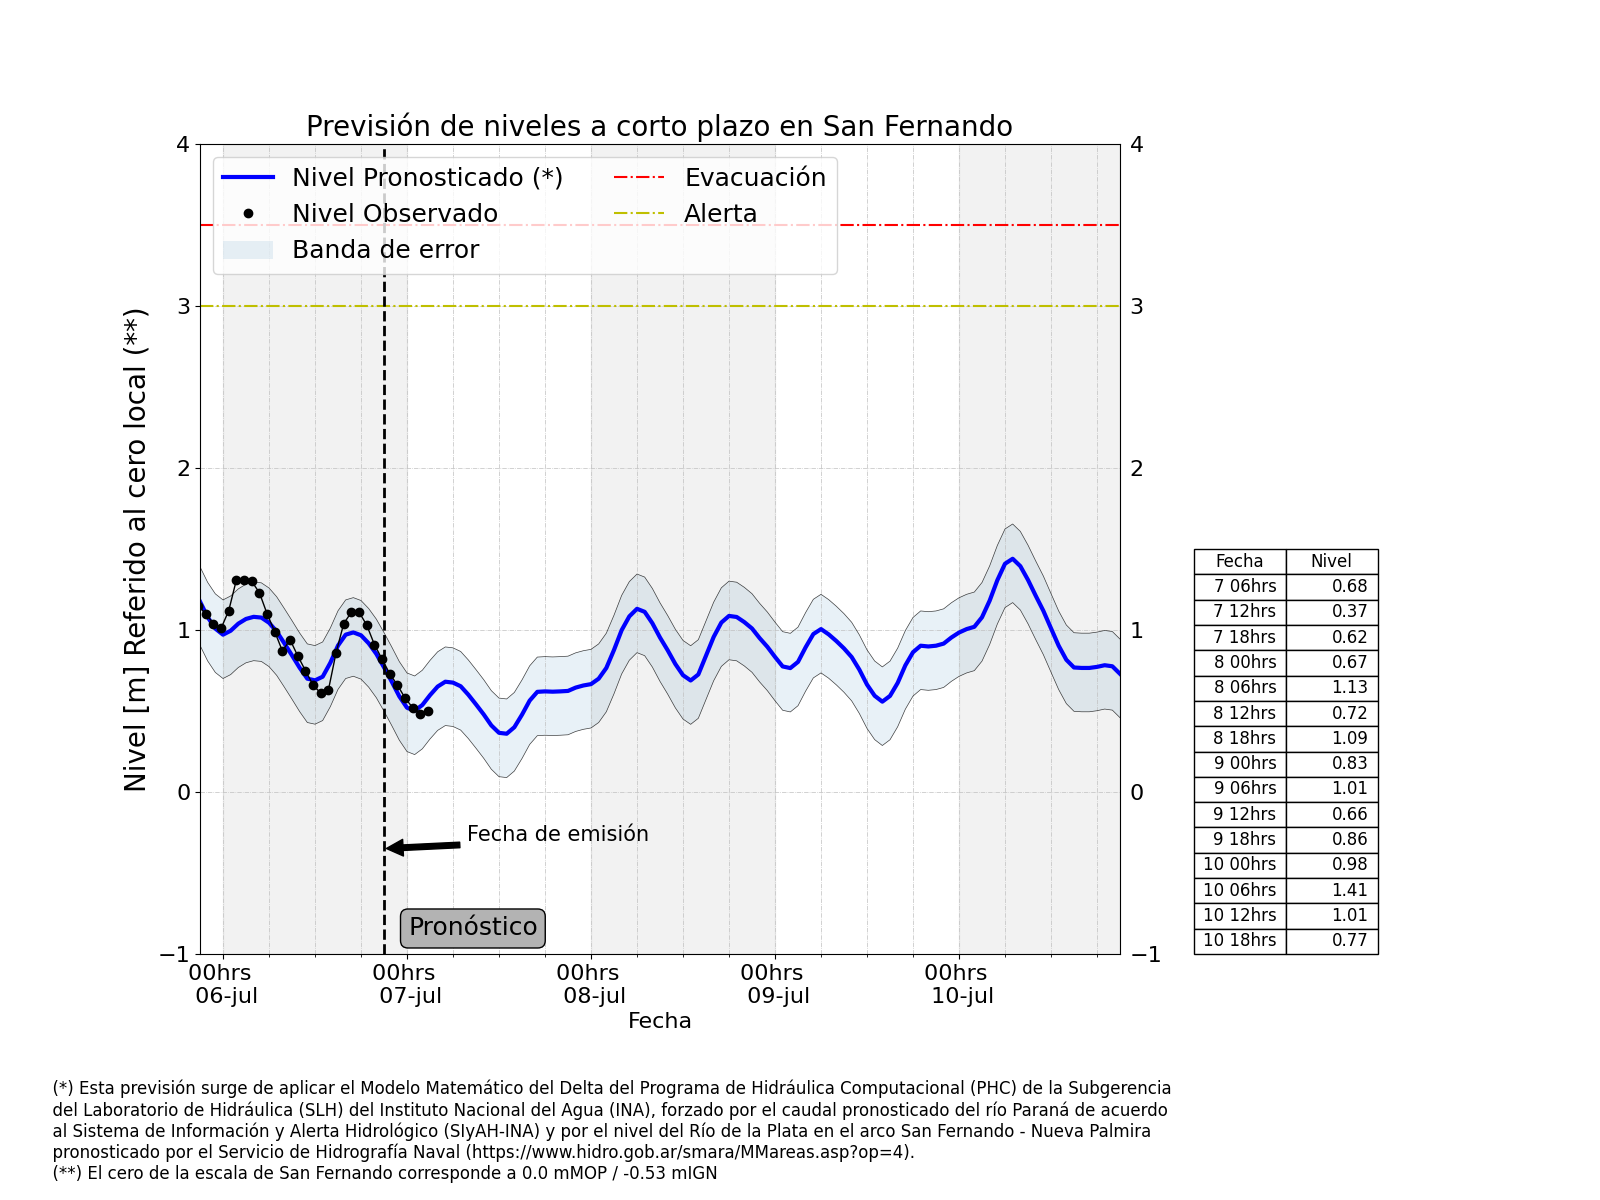 Previsión de niveles a corto plazo en San Fernando
Nivel Pronosticado (*)
Nivel Observado
Banda de error
Evacuación
Alerta
4
3
2
1
0
−1
4
3
2
1
0
−1
Nivel [m] Referido al cero local (**)
Fecha de emisión
Pronóstico
00hrs
06-jul
00hrs
07-jul
00hrs
08-jul
00hrs
09-jul
00hrs
10-jul
Fecha
Fecha Nivel
7 06hrs 0.68
7 12hrs 0.37
7 18hrs 0.62
8 00hrs 0.67
8 06hrs 1.13
8 12hrs 0.72
8 18hrs 1.09
9 00hrs 0.83
9 06hrs 1.01
9 12hrs 0.66
9 18hrs 0.86
10 00hrs 0.98
10 06hrs 1.41
10 12hrs 1.01
10 18hrs 0.77
(*) Esta previsión surge de aplicar el Modelo Matemático del Delta del Programa de Hidráulica Computacional (PHC) de la Subgerencia
del Laboratorio de Hidráulica (SLH) del Instituto Nacional del Agua (INA), forzado por el caudal pronosticado del río Paraná de acuerdo
al Sistema de Información y Alerta Hidrológico (SIyAH-INA) y por el nivel del Río de la Plata en el arco San Fernando - Nueva Palmira
pronosticado por el Servicio de Hidrografía Naval (https://www.hidro.gob.ar/smara/MMareas.asp?op=4).
(**) El cero de la escala de San Fernando corresponde a 0.0 mMOP / -0.53 mIGN